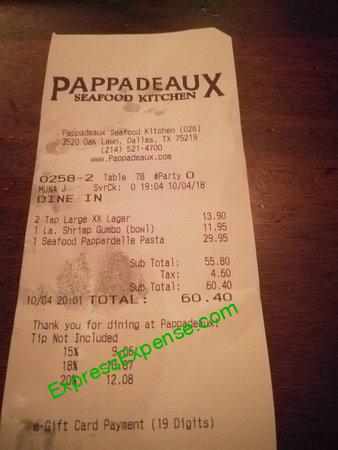 PAPPADEAUX
SEAFOOD KITCHEN
Pappadeaux Seafood Kitchen (026)
3520 Oak Lawn, Dallas, TX 75219
(214) 521-4700
www.Pappadeaux.com
0258-2 Table 78 #Party 0
MUNA J SvrCk: 0 19:04 10/04/18
DINE IN
2 Tap Large XX Lager 13.90
1 La. Shrimp Gumbo (bowl) 11.95
1 Seafood Pappardelle Pasta 29.95
Sub Total: 55.80
Tax: 4.60
Sub Total: 60.40
10/04 20:01 TOTAL: 60.40
Thank you for dining at Pappadeaux!
Tip Not Included
15% 9.06
18%
20% 12.08
e-Gift Card Payment (19 Digits)
ExpressExpense.com